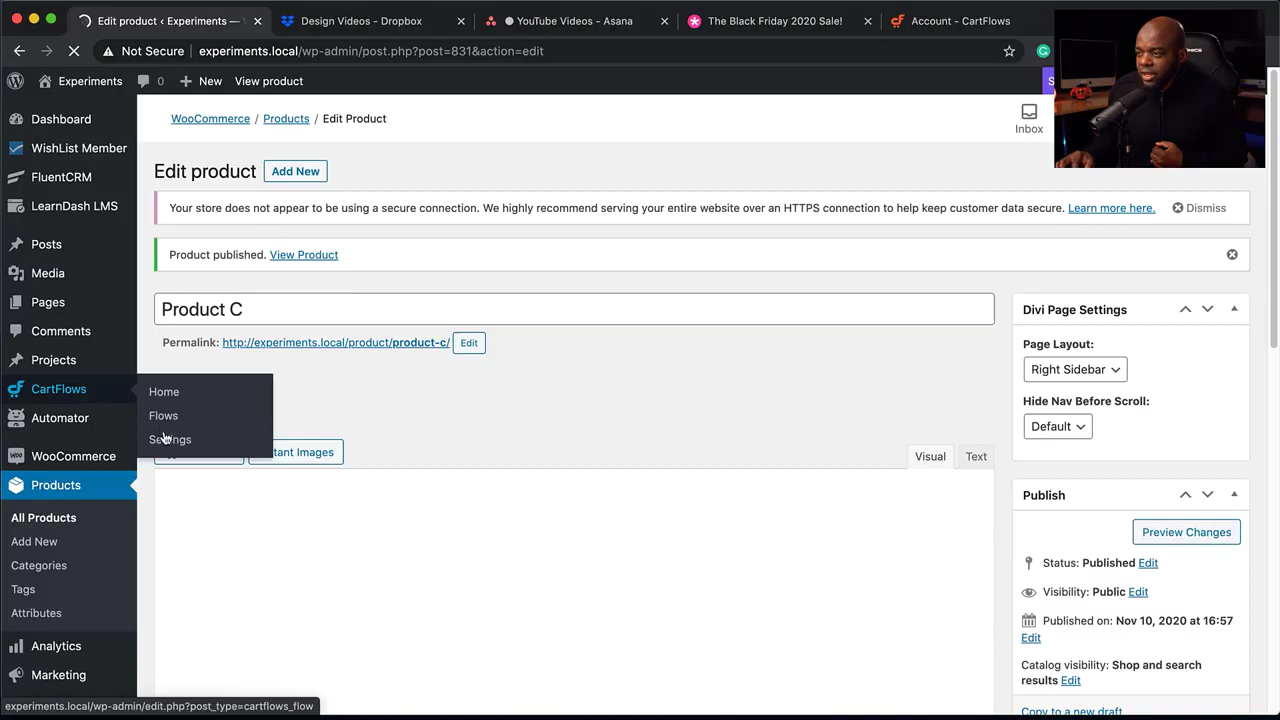 Edit product ‹ Experiments —
Design Videos - Dropbox
YouTube Videos - Asana
The Black Friday 2020 Sale!
Account - CartFlows
Not Secure
experiments.local/wp-admin/post.php?post=831&action=edit
Experiments
0
New
View product
Dashboard
WishList Member
FluentCRM
LearnDash LMS
Posts
Media
Pages
Comments
Projects
CartFlows
Automator
WooCommerce
Products
All Products
Add New
Categories
Tags
Attributes
Analytics
Marketing
Home
Flows
Settings
WooCommerce / Products / Edit Product
Inbox
Edit product
Add New
Your store does not appear to be using a secure connection. We highly recommend serving your entire website over an HTTPS connection to help keep customer data secure. Learn more here.
Dismiss
Product published. View Product
Product C
Permalink: http://experiments.local/product/product-c/
Edit
tant Images
Visual
Text
Divi Page Settings
Page Layout:
Right Sidebar
Hide Nav Before Scroll:
Default
Publish
Preview Changes
Status: Published Edit
Visibility: Public Edit
Published on: Nov 10, 2020 at 16:57
Edit
Catalog visibility: Shop and search
results Edit
Copy to a new draft
experiments.local/wp-admin/edit.php?post_type=cartflows_flow